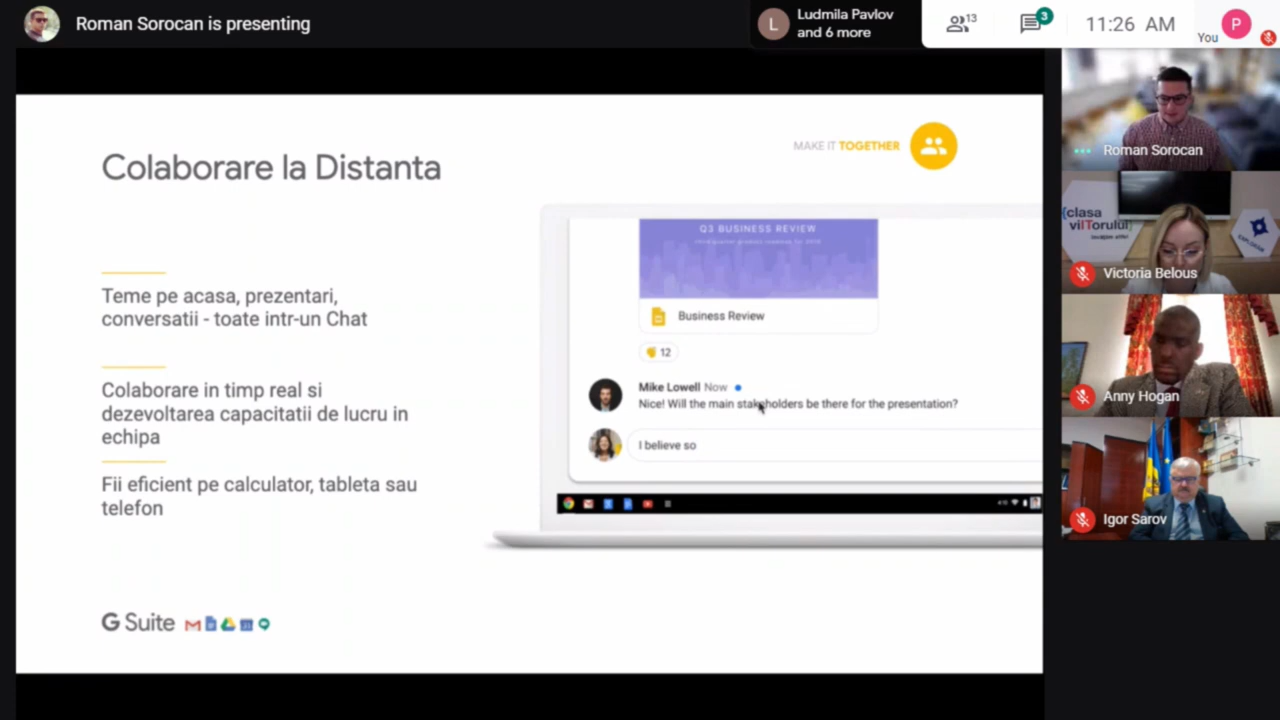 Roman Sorocan is presenting
Ludmila Pavlov
and 6 more
L
13
3
11:26 AM
You
P
Colaborare la Distanta
MAKE IT TOGETHER
Teme pe acasa, prezentari,
conversatii - toate intr-un Chat
Colaborare in timp real si
dezevoltarea capacitatii de lucru in
echipa
Fii eficient pe calculator, tableta sau
telefon
G Suite
Q3 BUSINESS REVIEW
Business Review
12
Mike Lowell Now
Nice! Will the main stakeholders be there for the presentation?
I believe so
Roman Sorocan
{clasa
viITorului}
EXPLORER
Victoria Belous
Anny Hogan
Igor Sarov